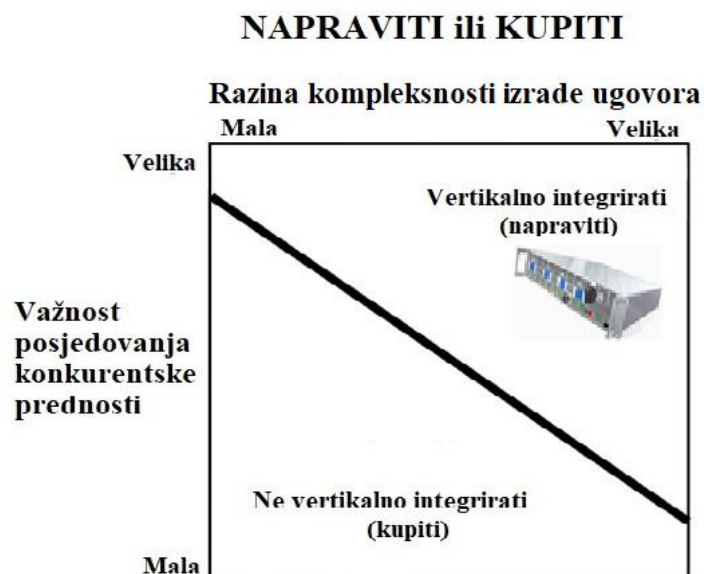 NAPRAVITI ili KUPITI
Razina kompleksnosti izrade ugovora
Mala
Velika
Velika
Vertikalno integrirati
(napraviti)
Važnost
posjedovanja
konkurentske
prednosti
Ne vertikalno integrirati
(kupiti)
Mala